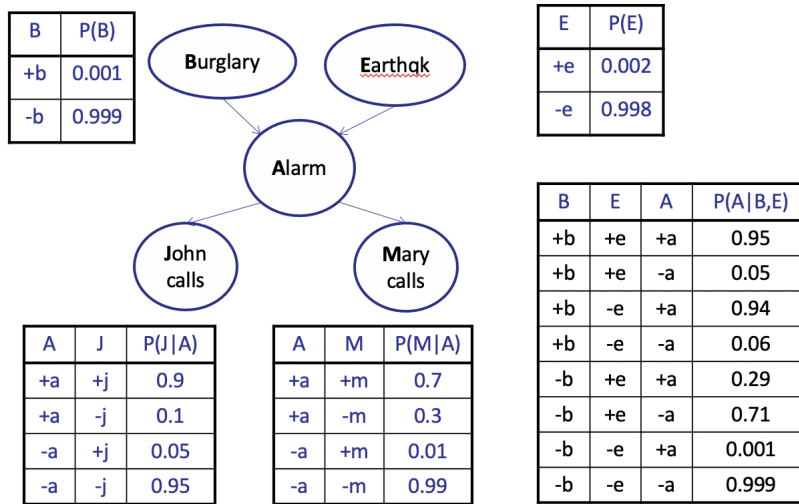 B P(B)
+b 0.001
-b 0.999
Burglary
Earthqk
E P(E)
+e 0.002
-e 0.998
Alarm
John
calls
Mary
calls
A J P(J|A)
+a +j 0.9
+a -j 0.1
-a +j 0.05
-a -j 0.95
A M P(M|A)
+a +m 0.7
+a -m 0.3
-a +m 0.01
-a -m 0.99
B E A P(A|B,E)
+b +e +a 0.95
+b +e -a 0.05
+b -e +a 0.94
+b -e -a 0.06
-b +e +a 0.29
-b +e -a 0.71
-b -e +a 0.001
-b -e -a 0.999